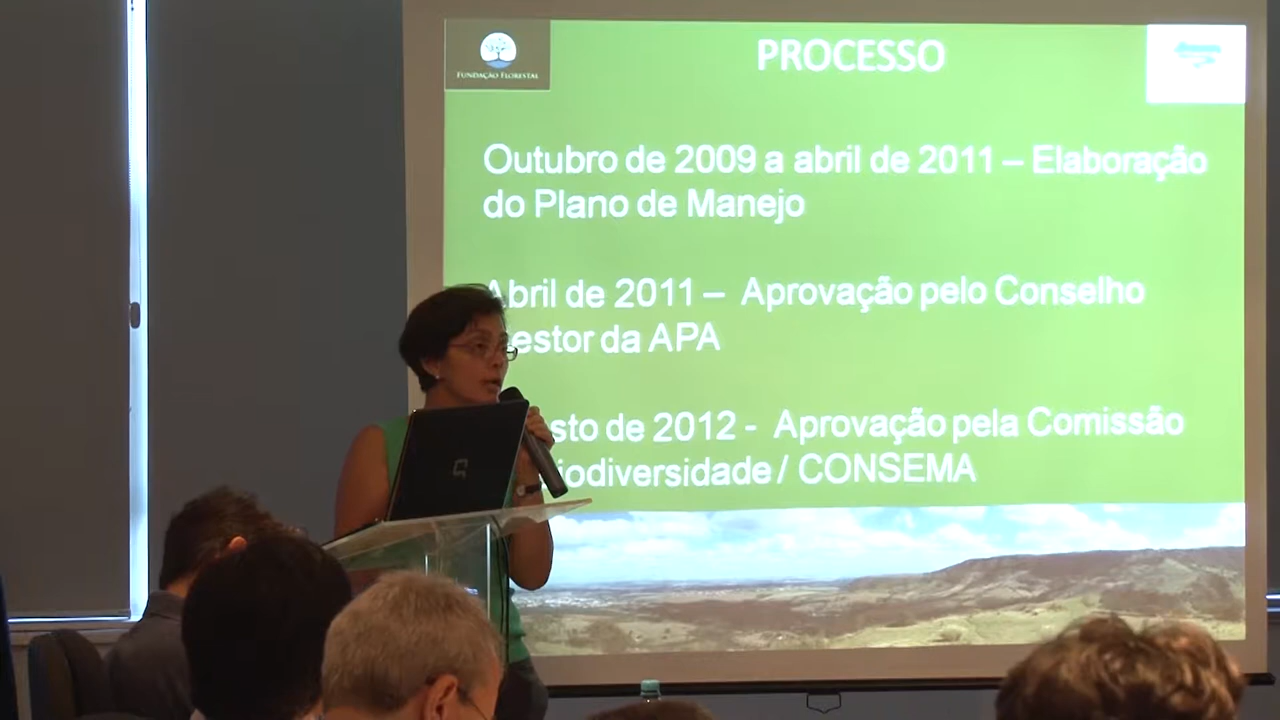 FUNDAÇÃO FLORESTAL
PROCESSO
Outubro de 2009 a abril de 2011 – Elaboração
do Plano de Manejo
Abril de 2011 – Aprovação pelo Conselho
estor da APA
sto de 2012 - Aprovação pela Comissão
iodiversidade / CONSEMA